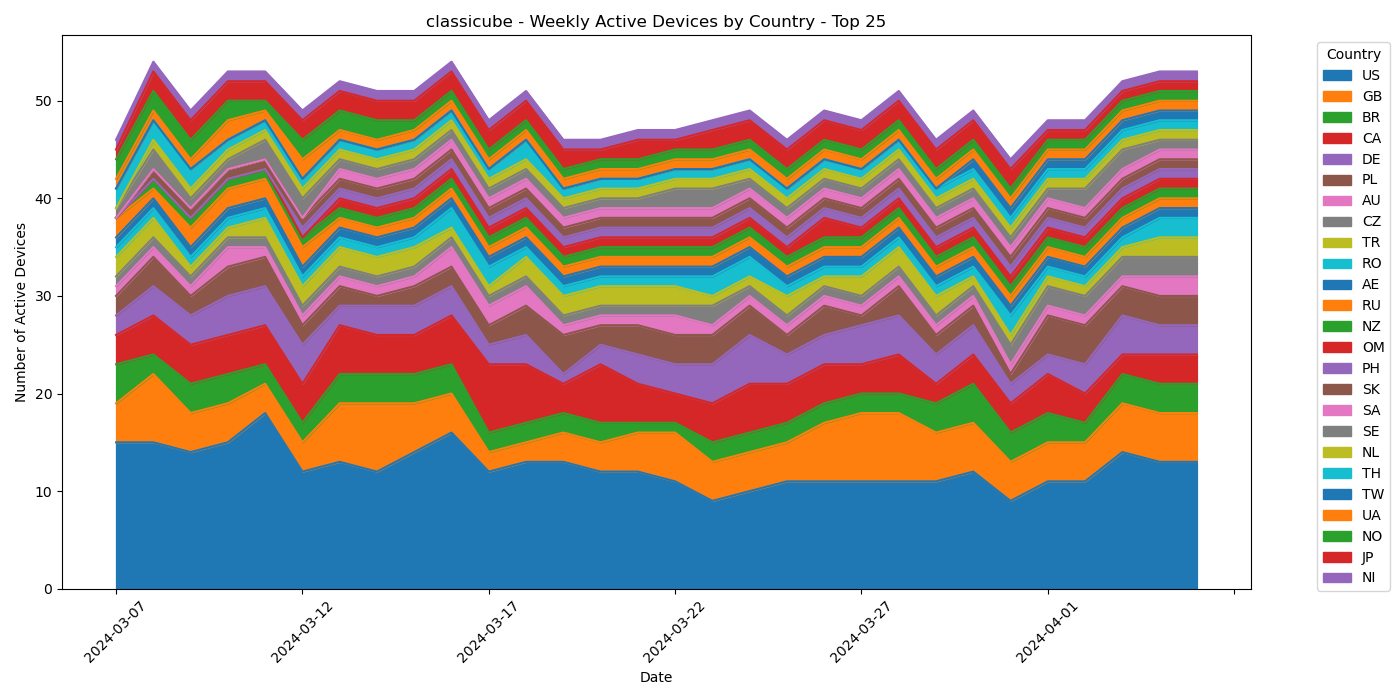 classicube - Weekly Active Devices by Country - Top 25
Number of Active Devices
50
40
30
20
10
0
2024-03-07
2024-03-12
2024-03-17
2024-03-22
2024-03-27
2024-04-01
Date
Country
US
GB
BR
CA
DE
PL
AU
CZ
TR
RO
AE
RU
NZ
OM
PH
SK
SA
SE
NL
TH
TW
UA
NO
JP
NI